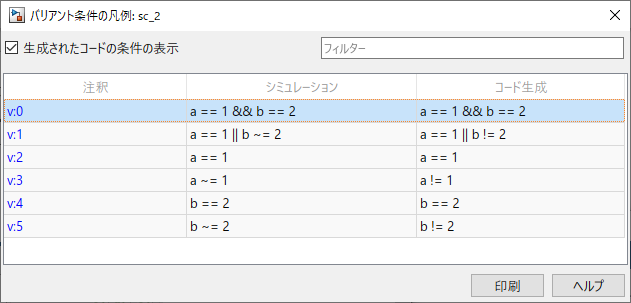 バリアント条件の凡例: sc_2
生成されたコードの条件の表示
フィルター
注釈 シミュレーション コード生成
v:0 a == 1 && b == 2 a == 1 && b == 2
v:1 a == 1 || b ~= 2 a == 1 || b != 2
v:2 a == 1 a == 1
v:3 a ~= 1 a != 1
v:4 b == 2 b == 2
v:5 b ~= 2 b != 2
印刷 ヘルプ